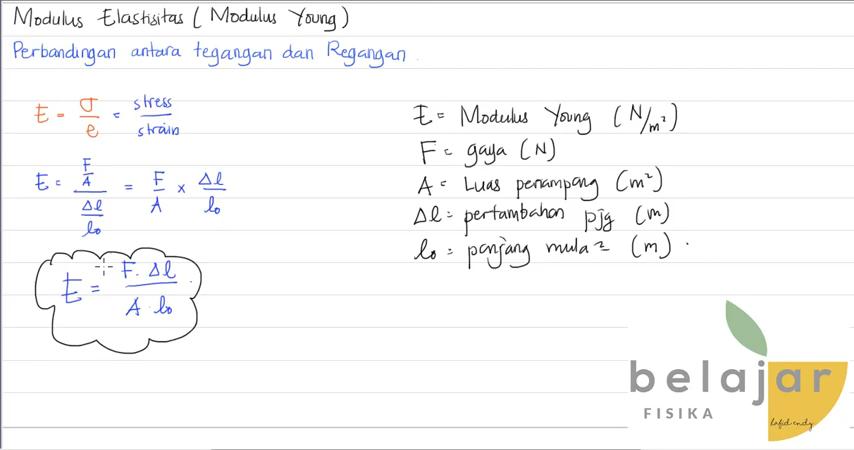 Modulus Elastisitas (Modulus Young)
Perbandingan antara tegangan dan Regangan.
E = σ/e = stress/strain
E = (F/A)/(Δl/l₀) = F/A × Δl/l₀
E = F. Δl / A. l₀
E = Modulus Young (N/m²)
F = gaya (N)
A = Luas penampang (m²)
Δl = pertambahan pjg (m)
l₀ = panjang mula² (m).
belajar
FISIKA